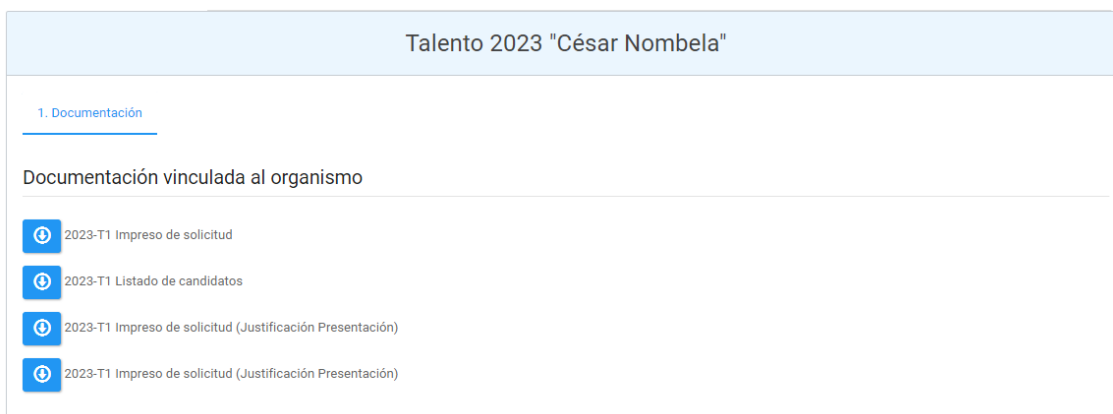 Talento 2023 "César Nombela"
1. Documentación
Documentación vinculada al organismo
2023-T1 Impreso de solicitud
2023-T1 Listado de candidatos
2023-T1 Impreso de solicitud (Justificación Presentación)
2023-T1 Impreso de solicitud (Justificación Presentación)